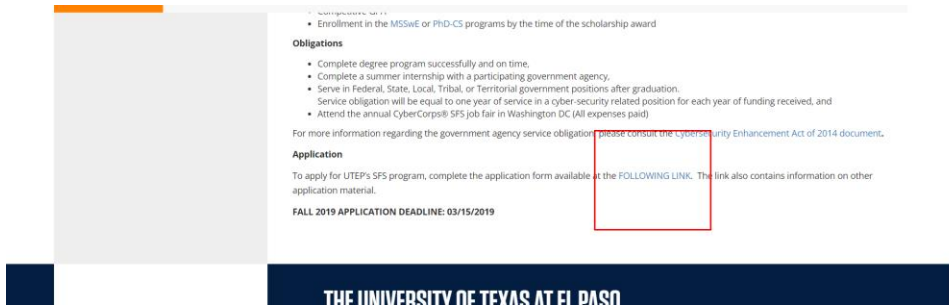 Enrollment in the MSSwE or PhD-CS programs by the time of the scholarship award
Obligations
Complete degree program successfully and on time,
Complete a summer internship with a participating government agency,
Serve in Federal, State, Local, Tribal, or Territorial government positions after graduation.
Service obligation will be equal to one year of service in a cyber-security related position for each year of funding received, and
Attend the annual CyberCorps® SFS job fair in Washington DC (All expenses paid)
For more information regarding the government agency service obligation, please consult the Cybersecurity Enhancement Act of 2014 document.
Application
To apply for UTEP's SFS program, complete the application form available at the FOLLOWING LINK. The link also contains information on other
application material.
FALL 2019 APPLICATION DEADLINE: 03/15/2019
THE UNIVERSITY OF TEXAS AT EL PASO